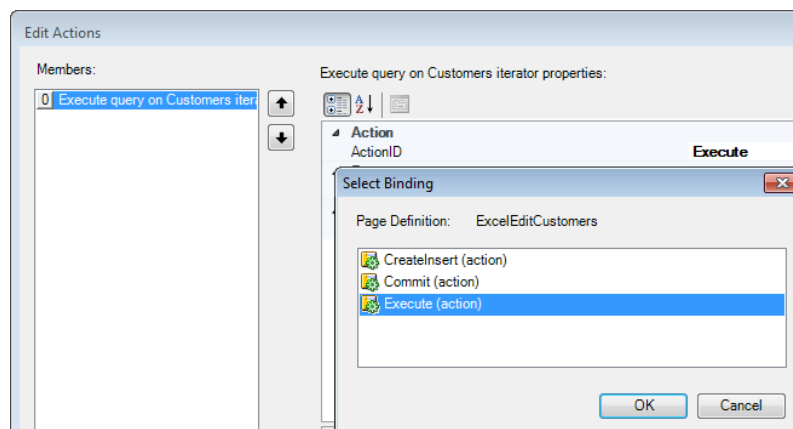 Edit Actions
Members:
0 Execute query on Customers itera
Execute query on Customers iterator properties:
Action
ActionID Execute
Select Binding
Page Definition: ExcelEditCustomers
CreateInsert (action)
Commit (action)
Execute (action)
OK Cancel